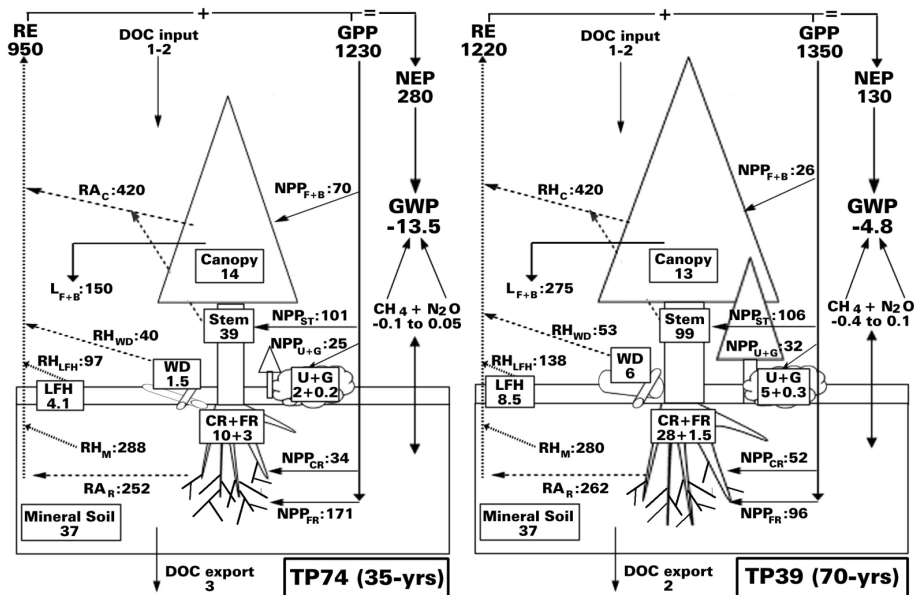 + =
RE
950
DOC input
1-2
GPP
1230
NEP
280
RA_C:420
NPP_F+B:70
GWP
-13.5
Canopy
14
L_F+B:150
CH4 + N2O
-0.1 to 0.05
Stem
39
NPP_ST:101
RH_WD:40
NPP_U+G:25
RH_LFH:97
WD
1.5
LFH
4.1
U+G
2+0.2
CR+FR
10+3
RH_M:288
NPP_CR:34
RA_R:252
NPP_FR:171
Mineral Soil
37
DOC export
3
TP74 (35-yrs)
+ =
RE
1220
DOC input
1-2
GPP
1350
NEP
130
RH_C:420
NPP_F+B:26
GWP
-4.8
Canopy
13
L_F+B:275
CH4 + N2O
-0.4 to 0.1
Stem
99
NPP_ST:106
RH_WD:53
NPP_U+G:32
RH_LFH:138
WD
6
LFH
8.5
U+G
5+0.3
CR+FR
28+1.5
RH_M:280
NPP_CR:52
RA_R:262
NPP_FR:96
Mineral Soil
37
DOC export
2
TP39 (70-yrs)